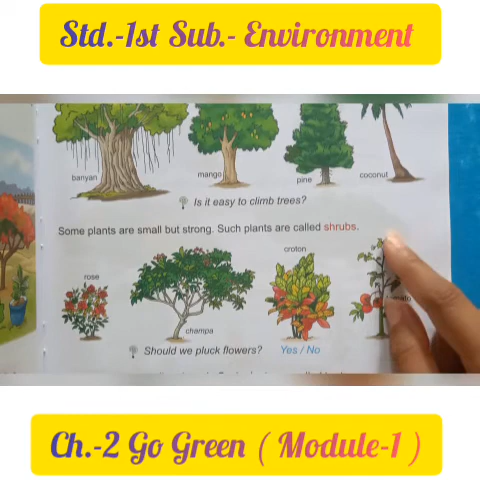 Std.-1st Sub.- Environment
banyan
mango
pine
coconut
Is it easy to climb trees?
Some plants are small but strong. Such plants are called shrubs.
rose
champa
croton
Should we pluck flowers? Yes / No
Ch.-2 Go Green ( Module-1 )